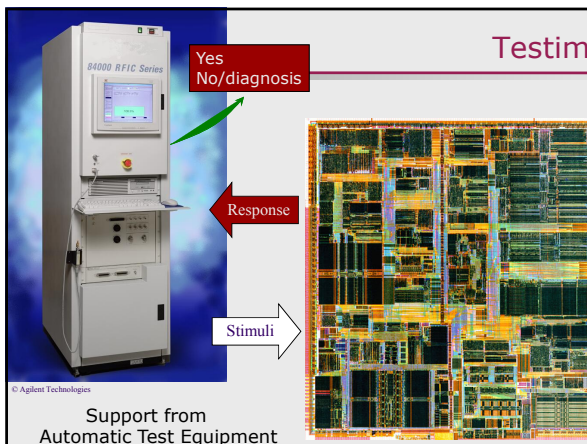 84000 RFIC Series
Yes
No/diagnosis
Testim
Response
Stimuli
© Agilent Technologies
Support from
Automatic Test Equipment